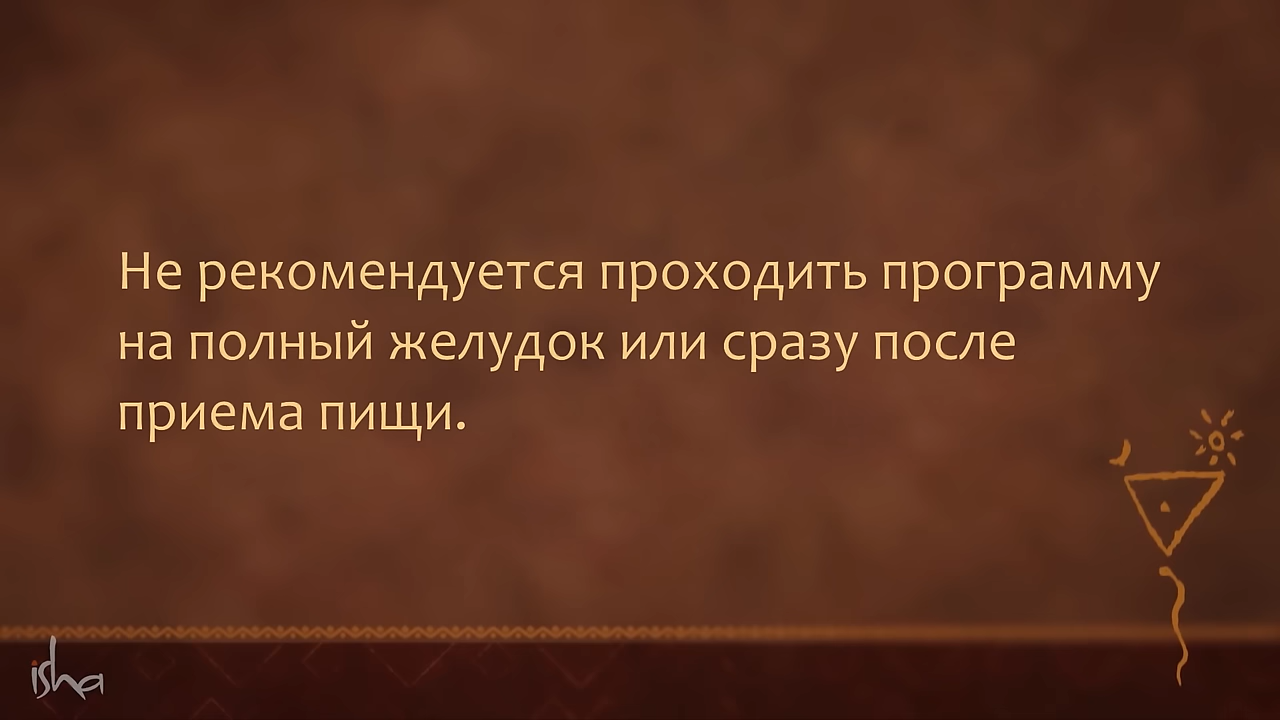 Не рекомендуется проходить программу
на полный желудок или сразу после
приема пищи.
isha